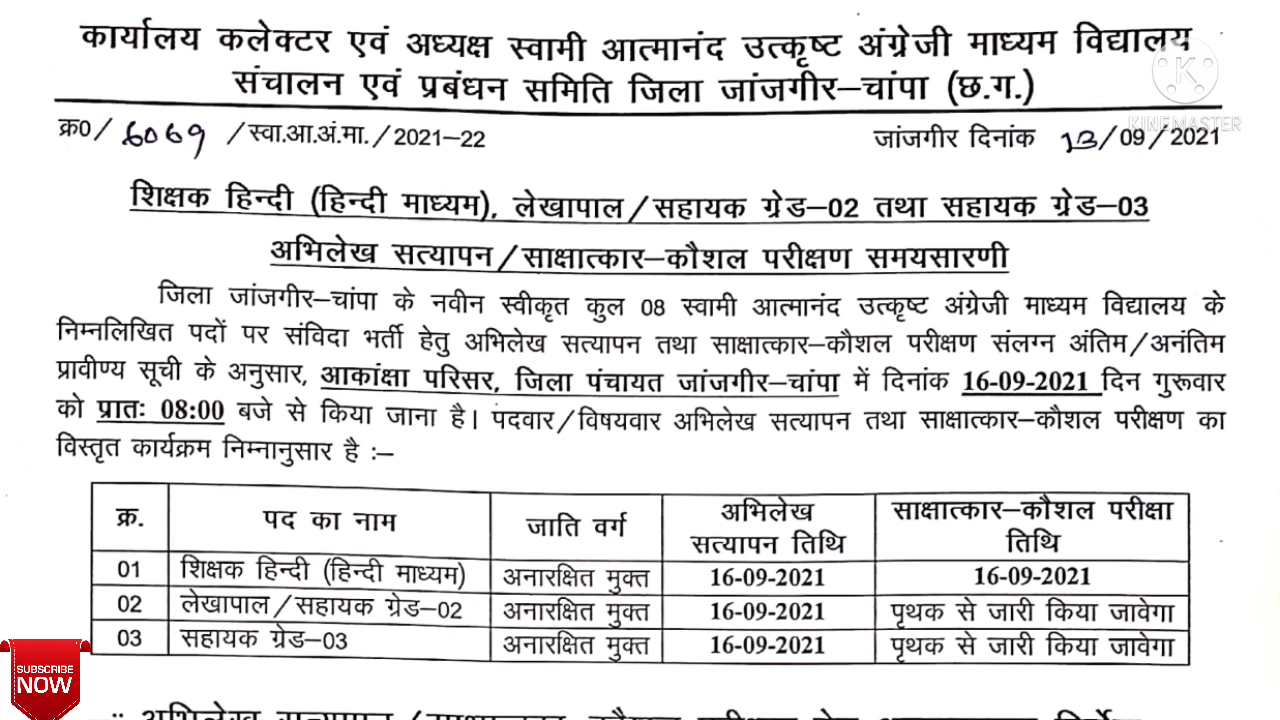 कार्यालय कलेक्टर एवं अध्यक्ष स्वामी आत्मानंद उत्कृष्ट अंग्रेजी माध्यम विद्यालय
संचालन एवं प्रबंधन समिति जिला जांजगीर–चांपा (छ.ग.)
K
KINEMASTER
क्र0/ 6069 /स्वा.आ.अं.मा./2021–22 जांजगीर दिनांक 13/09/2021
शिक्षक हिन्दी (हिन्दी माध्यम), लेखापाल/सहायक ग्रेड–02 तथा सहायक ग्रेड–03
अभिलेख सत्यापन/साक्षात्कार–कौशल परीक्षण समयसारणी
जिला जांजगीर–चांपा के नवीन स्वीकृत कुल 08 स्वामी आत्मानंद उत्कृष्ट अंग्रेजी माध्यम विद्यालय के
निम्नलिखित पदों पर संविदा भर्ती हेतु अभिलेख सत्यापन तथा साक्षात्कार–कौशल परीक्षण संलग्न अंतिम/अनंतिम
प्रावीण्य सूची के अनुसार, आकांक्षा परिसर, जिला पंचायत जांजगीर–चांपा में दिनांक 16-09-2021 दिन गुरूवार
को प्रातः 08:00 बजे से किया जाना है। पदवार/विषयवार अभिलेख सत्यापन तथा साक्षात्कार–कौशल परीक्षण का
विस्तृत कार्यक्रम निम्नानुसार है :–
क्र. पद का नाम जाति वर्ग अभिलेख सत्यापन तिथि साक्षात्कार–कौशल परीक्षा तिथि
01 शिक्षक हिन्दी (हिन्दी माध्यम) अनारक्षित मुक्त 16-09-2021 16-09-2021
02 लेखापाल/सहायक ग्रेड–02 अनारक्षित मुक्त 16-09-2021 पृथक से जारी किया जावेगा
03 सहायक ग्रेड–03 अनारक्षित मुक्त 16-09-2021 पृथक से जारी किया जावेगा
SUBSCRIBE
NOW